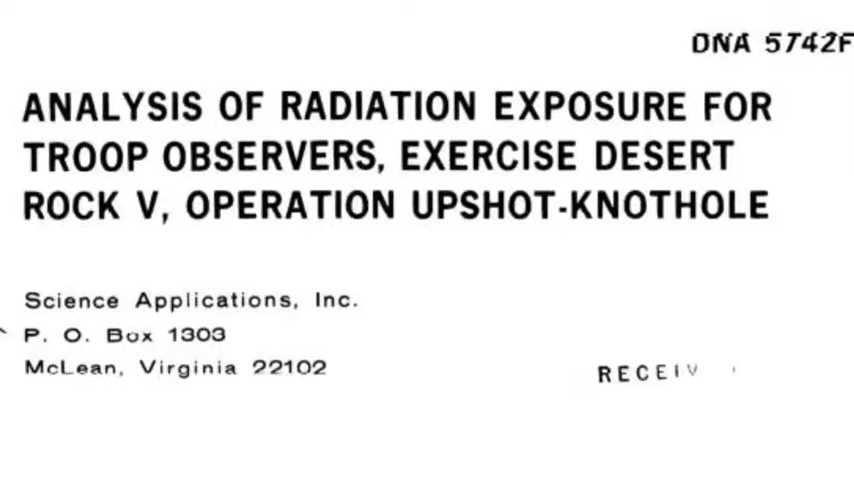 DNA 5742F
ANALYSIS OF RADIATION EXPOSURE FOR
TROOP OBSERVERS, EXERCISE DESERT
ROCK V, OPERATION UPSHOT-KNOTHOLE
Science Applications, Inc.
P. O. Box 1303
McLean, Virginia 22102
RECEIV